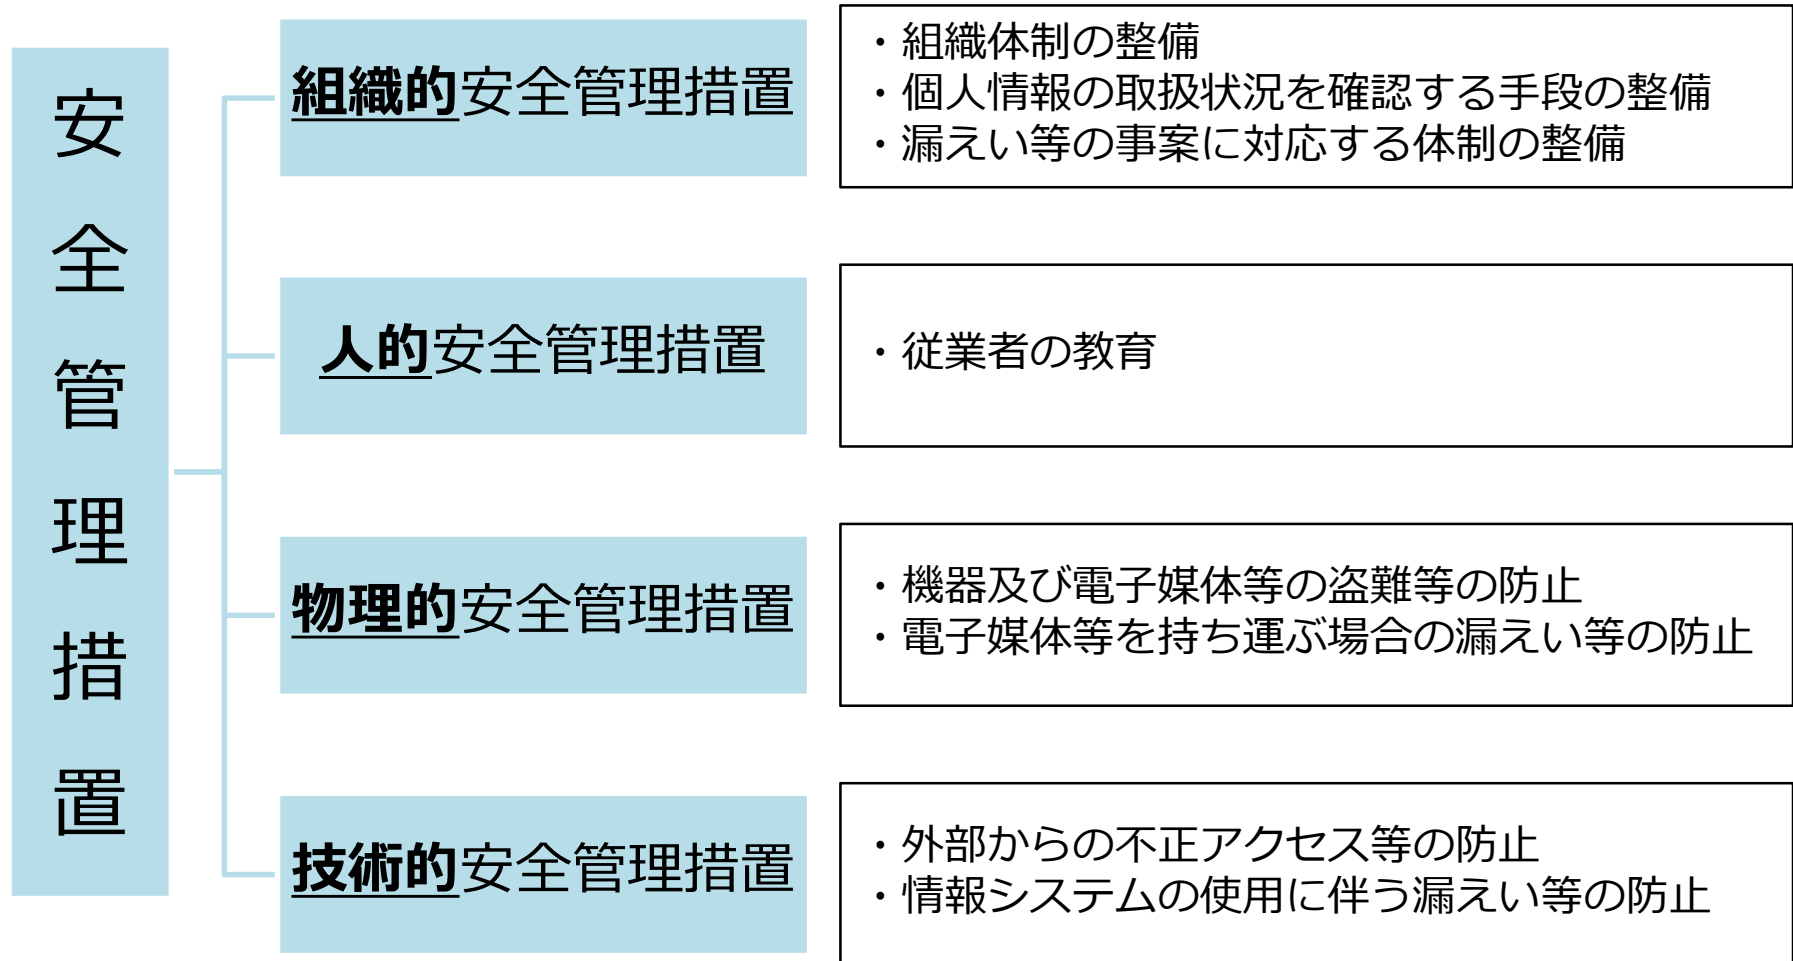 安全管理措置
組織的安全管理措置
・組織体制の整備
・個人情報の取扱状況を確認する手段の整備
・漏えい等の事案に対応する体制の整備
人的安全管理措置
・従業者の教育
物理的安全管理措置
・機器及び電子媒体等の盗難等の防止
・電子媒体等を持ち運ぶ場合の漏えい等の防止
技術的安全管理措置
・外部からの不正アクセス等の防止
・情報システムの使用に伴う漏えい等の防止